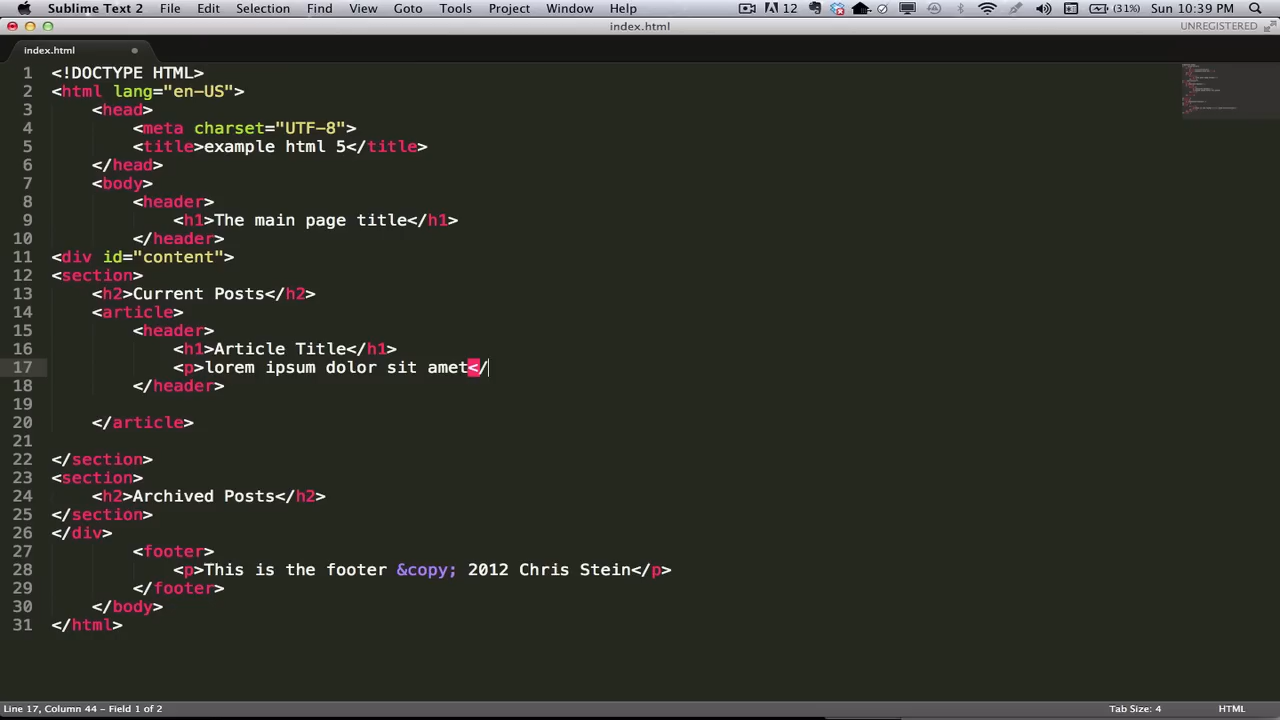 Sublime Text 2 File Edit Selection Find View Goto Tools Project Window Help 12 (31%) Sun 10:39 PM
index.html UNREGISTERED
index.html
1 <!DOCTYPE HTML>
2 <html lang="en-US">
3 <head>
4 <meta charset="UTF-8">
5 <title>example html 5</title>
6 </head>
7 <body>
8 <header>
9 <h1>The main page title</h1>
10 </header>
11 <div id="content">
12 <section>
13 <h2>Current Posts</h2>
14 <article>
15 <header>
16 <h1>Article Title</h1>
17 <p>lorem ipsum dolor sit amet</
18 </header>
19
20 </article>
21
22 </section>
23 <section>
24 <h2>Archived Posts</h2>
25 </section>
26 </div>
27 <footer>
28 <p>This is the footer &copy; 2012 Chris Stein</p>
29 </footer>
30 </body>
31 </html>
Line 17, Column 44 - Field 1 of 2 Tab Size: 4 HTML